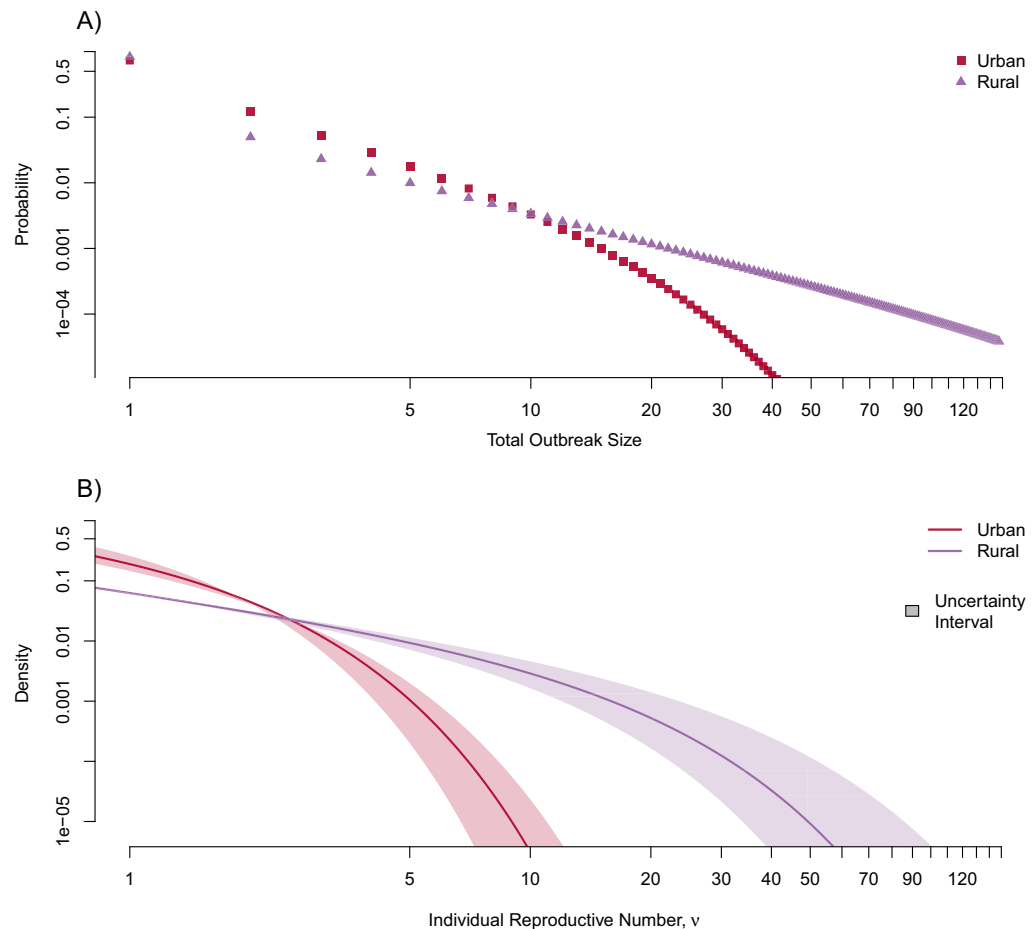 A)
Probability
0.5
0.1
0.01
0.001
1e-04
Urban
Rural
1 5 10 20 30 40 50 70 90 120
Total Outbreak Size
B)
Density
0.5
0.1
0.01
0.001
1e-05
Urban
Rural
Uncertainty
Interval
1 5 10 20 30 40 50 70 90 120
Individual Reproductive Number, ν